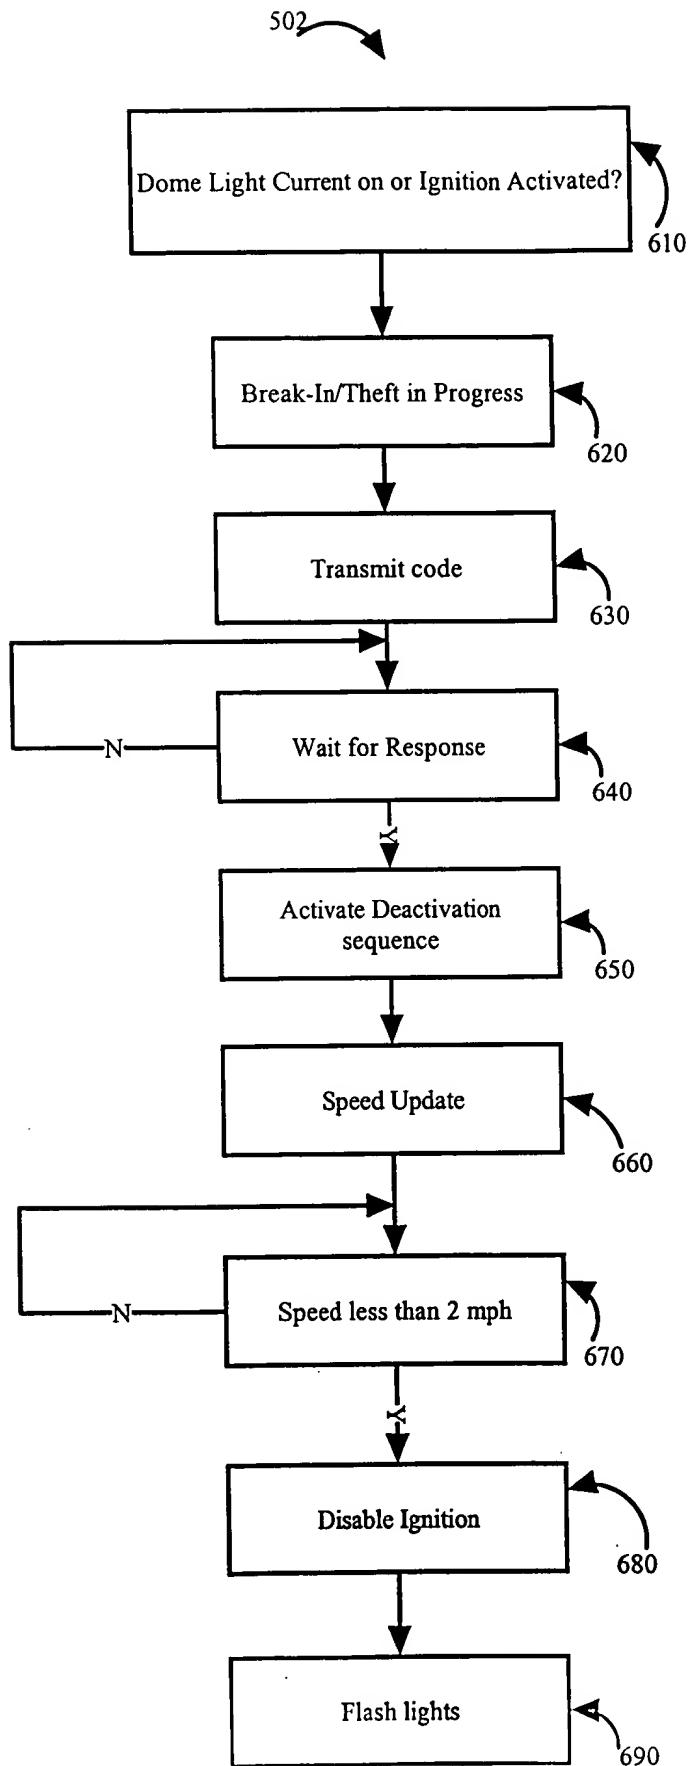 502
Dome Light Current on or Ignition Activated?
610
Break-In/Theft in Progress
620
Transmit code
630
Wait for Response
N
640
Y
Activate Deactivation
sequence
650
Speed Update
660
Speed less than 2 mph
N
670
Y
Disable Ignition
680
Flash lights
690